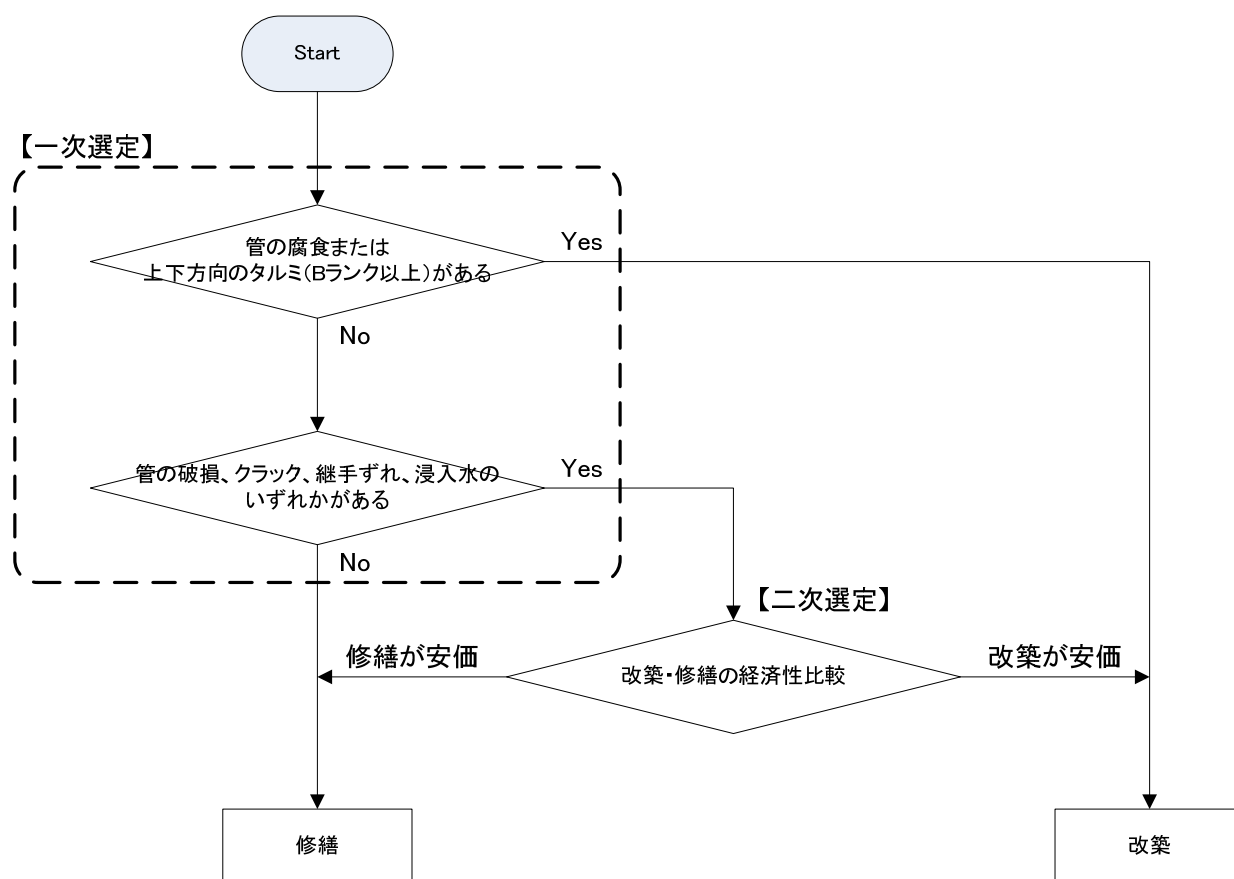 Start
【一次選定】
管の腐食または
上下方向のタルミ(Bランク以上)がある
Yes
No
管の破損、クラック、継手ずれ、浸入水の
いずれかがある
Yes
No
【二次選定】
修繕が安価
改築・修繕の経済性比較
改築が安価
修繕
改築